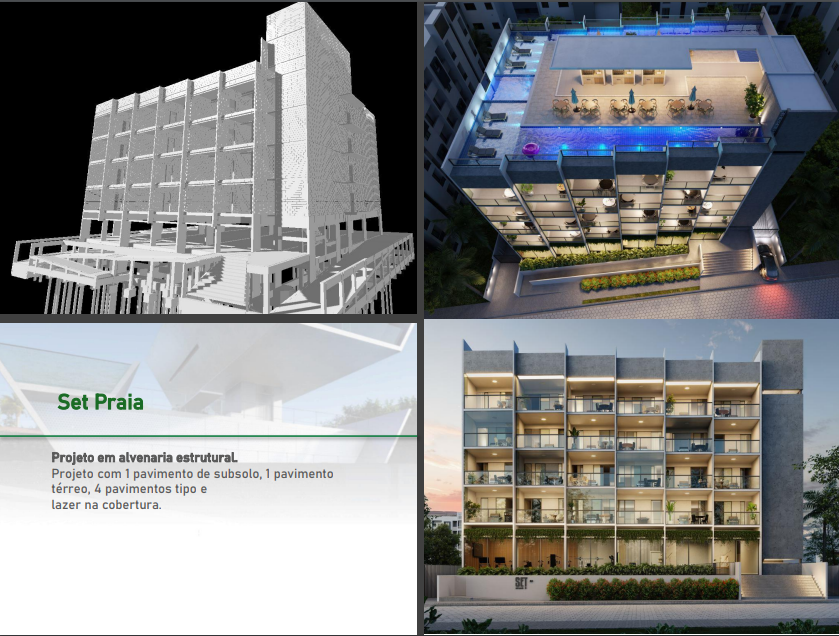 Set Praia
Projeto em alvenaria estrutural.
Projeto com 1 pavimento de subsolo, 1 pavimento
térreo, 4 pavimentos tipo e
lazer na cobertura.
SET